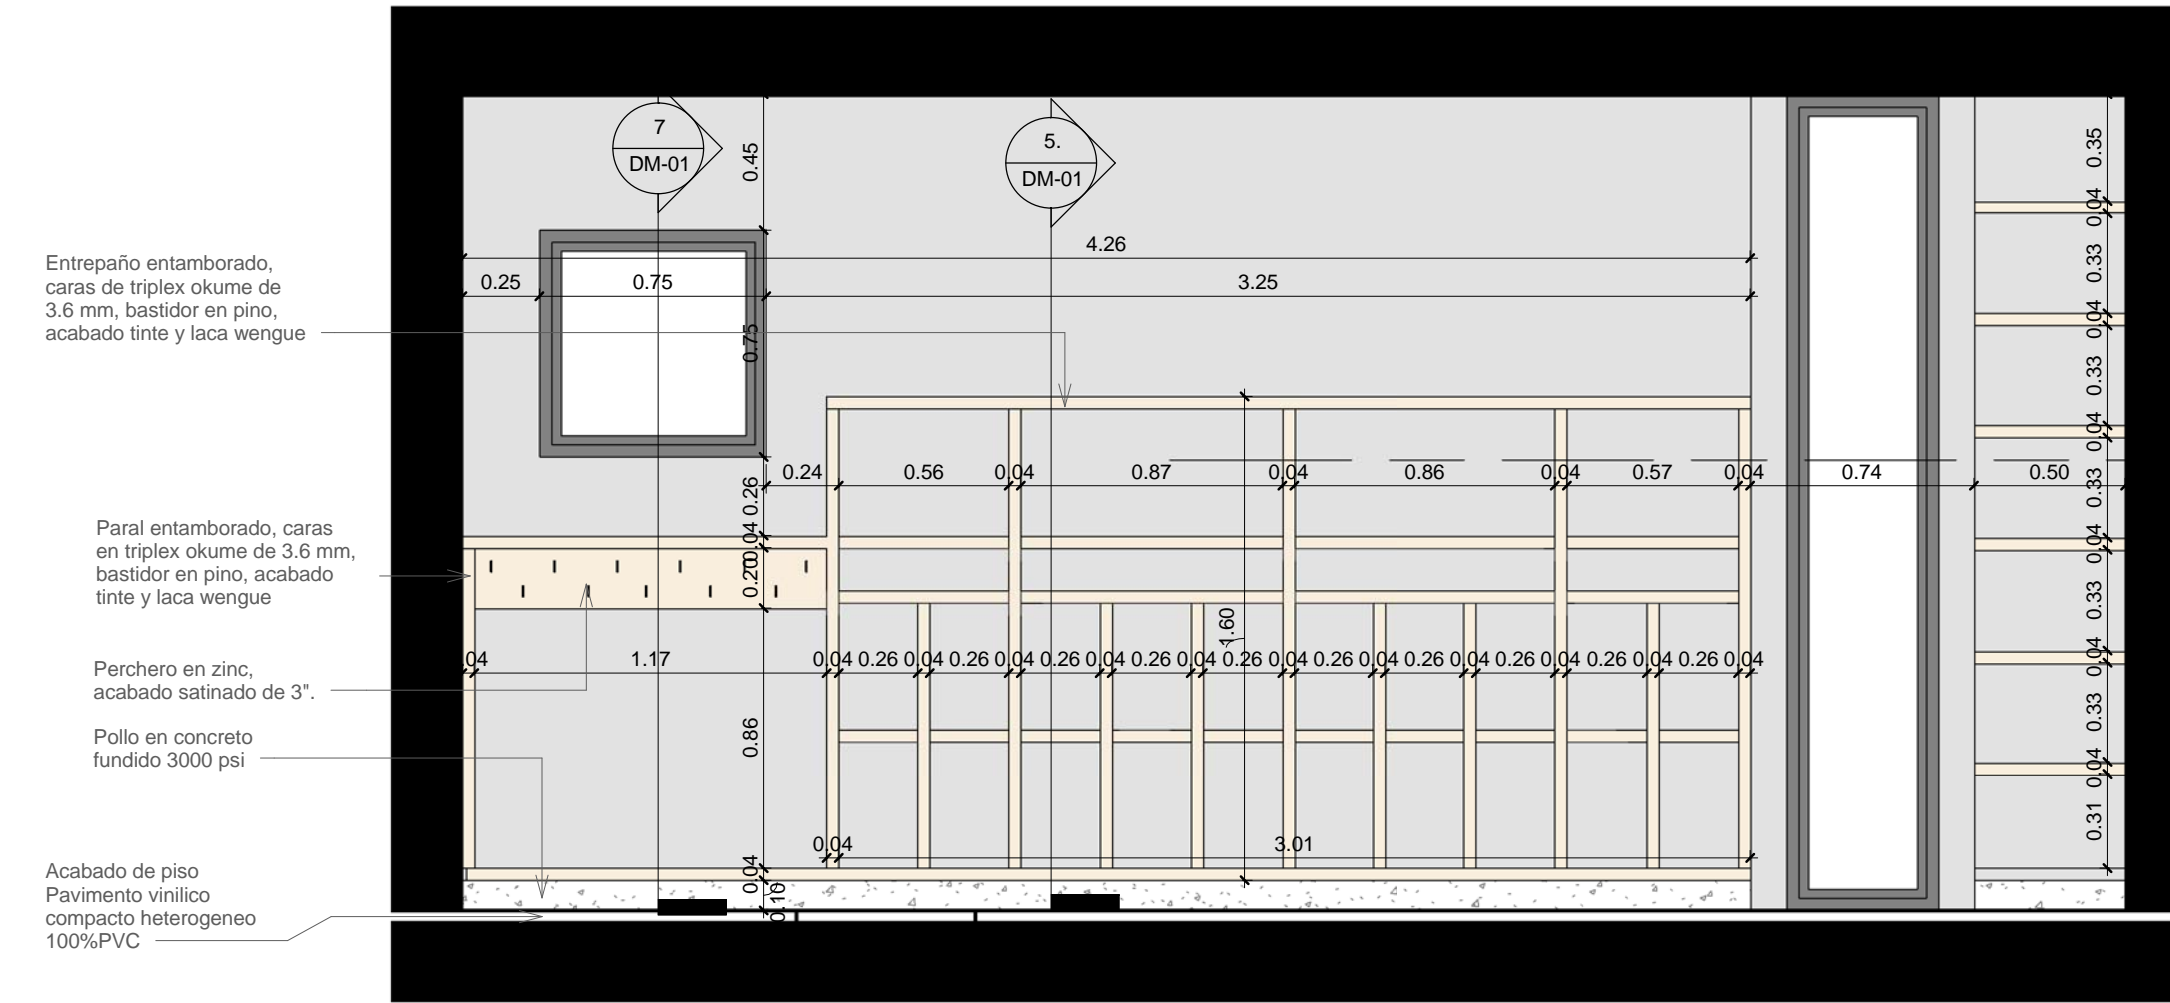 7
DM-01
5.
DM-01
0.45
0.35
0.04
4.26
0.33
0.25
0.75
3.25
0.04
Entrepaño entamborado,
caras de triplex okume de
3.6 mm, bastidor en pino,
acabado tinte y laca wengue
0.75
0.33
0.04
0.24
0.56
0.04
0.87
0.04
0.86
0.04
0.57
0.04
0.74
0.50
0.33
0.26
0.04
0.20
0.04
Paral entamborado, caras
en triplex okume de 3.6 mm,
bastidor en pino, acabado
tinte y laca wengue
0.33
1.60
0.04
.04
1.17
0.04 0.26 0.04 0.26 0.04 0.26 0.04 0.26 0.04 0.26 0.04 0.26 0.04 0.26 0.04 0.26 0.04 0.26 0.04 0.26 0.04
Perchero en zinc,
acabado satinado de 3".
0.33
0.86
Pollo en concreto
fundido 3000 psi
0.04
0.31
0.04
3.01
0.04
0.10
Acabado de piso
Pavimento vinilico
compacto heterogeneo
100%PVC